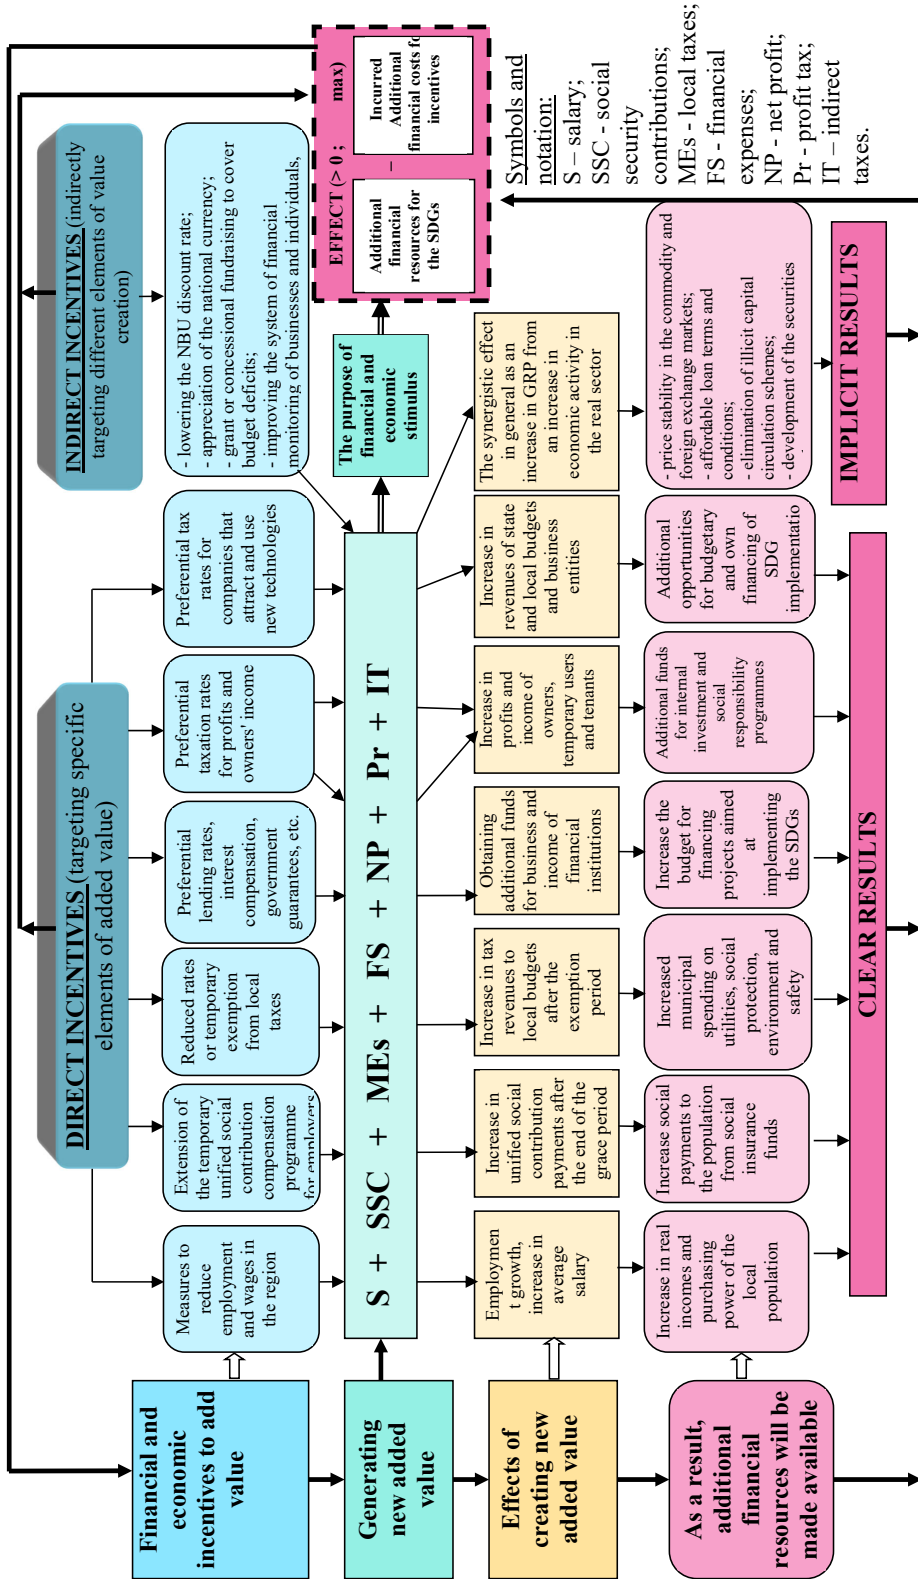 DIRECT INCENTIVES (targeting specific
elements of added value)
INDIRECT INCENTIVES (indirectly
targeting different elements of value
creation)
Financial and
economic
incentives to add
value
Measures to
reduce
employment
and wages in
the region
Extension of
the temporary
unified social
contribution
compensation
programme
for employers
Reduced rates
or temporary
exemption
from local
taxes
Preferential
lending rates,
interest
compensation,
government
guarantees, etc.
Preferential
taxation rates
for profits and
owners' income
Preferential tax
rates for
companies that
attract and use
new technologies
- lowering the NBU discount rate;
- appreciation of the national currency;
- grant or concessional fundraising to cover
budget deficits;
- improving the system of financial
monitoring of businesses and individuals,
Generating
new added
value
S + SSC + MEs + FS + NP + Pr + IT
The purpose of
financial and
economic
stimulus
EFFECT (> 0 ; max)
Additional
financial
resources for
the SDGs
–
Incurred
Additional
financial costs fo
incentives
Effects of
creating new
added value
Employmen
t growth,
increase in
average
salary
Increase in
unified social
contribution
payments after
the end of the
grace period
Increase in tax
revenues to
local budgets
after the
exemption
period
Obtaining
additional funds
for business and
income of
financial
institutions
Increase in
profits and
income of
owners,
temporary users
and tenants
Increase in
revenues of state
and local budgets
and business
entities
The synergistic effect
in general as an
increase in GRP from
an increase in
economic activity in
the real sector
Symbols and
notation:
S – salary;
SSC - social
security
contributions;
MEs - local taxes;
FS - financial
expenses;
NP - net profit;
Pr - profit tax;
IT – indirect
taxes.
As a result,
additional
financial
resources will be
made available
Increase in real
incomes and
purchasing
power of the
local
population
Increase social
payments to
the population
from social
insurance
funds
Increased
municipal
spending on
utilities, social
protection,
environment and
safety
Increase the
budget for
financing
projects aimed
at
implementing
the SDGs
Additional funds
for internal
investment and
social
responsibility
programmes
Additional
opportunities
for budgetary
and own
financing of
SDG
implementatio
- price stability in the commodity and
foreign exchange markets;
- affordable loan terms and
conditions;
- elimination of illicit capital
circulation schemes;
- development of the securities
CLEAR RESULTS
IMPLICIT RESULTS